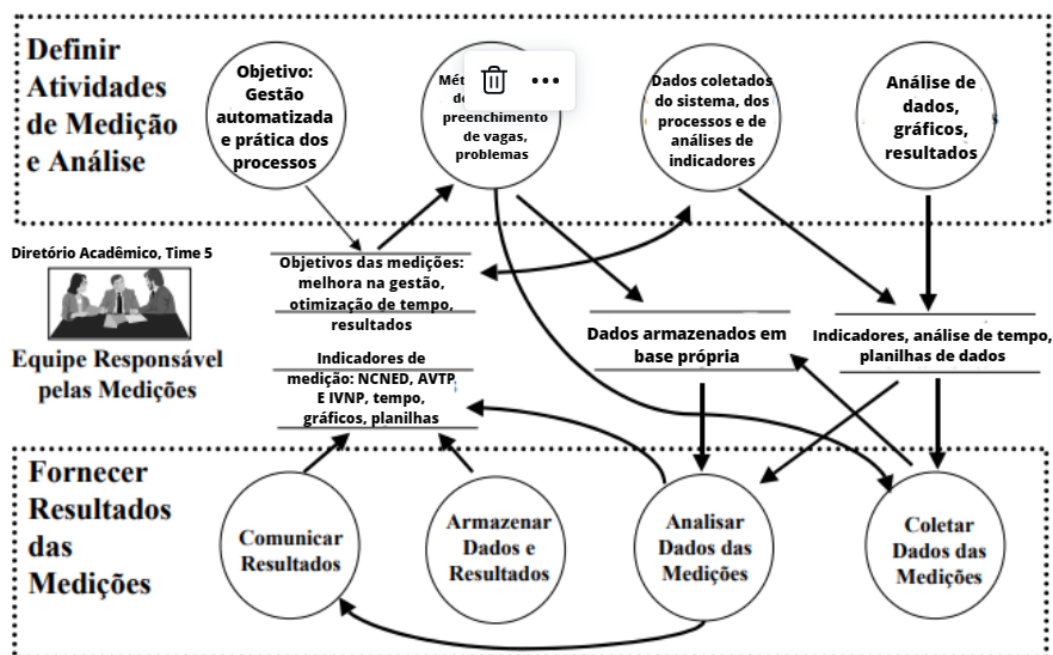 Definir
Atividades
de Medição
e Análise
Objetivo:
Gestão
automatizada
e prática dos
processos
preenchimento
de vagas,
problemas
Dados coletados
do sistema, dos
processos e de
análises de
indicadores
Análise de
dados,
gráficos,
resultados
Diretório Acadêmico, Time 5
Equipe Responsável
pelas Medições
Objetivos das medições:
melhora na gestão,
otimização de tempo,
resultados
Indicadores de
medição: NCNED, AVTP
E IVNP, tempo,
gráficos, planilhas
Dados armazenados em
base própria
Indicadores, análise de tempo,
planilhas de dados
Fornecer
Resultados
das
Medições
Comunicar
Resultados
Armazenar
Dados e
Resultados
Analisar
Dados das
Medições
Coletar
Dados das
Medições